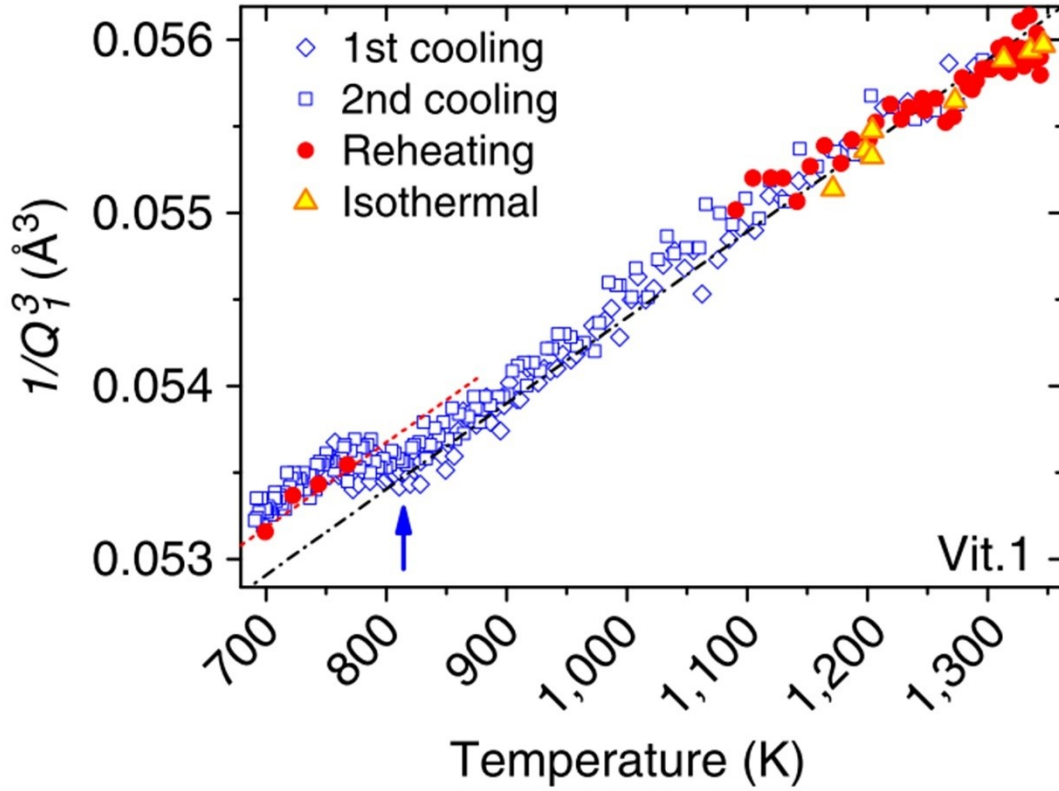 0.056
0.055
0.054
0.053
1/Q₁³ (Å³)
1st cooling
2nd cooling
Reheating
Isothermal
Vit.1
700
800
900
1,000
1,100
1,200
1,300
Temperature (K)